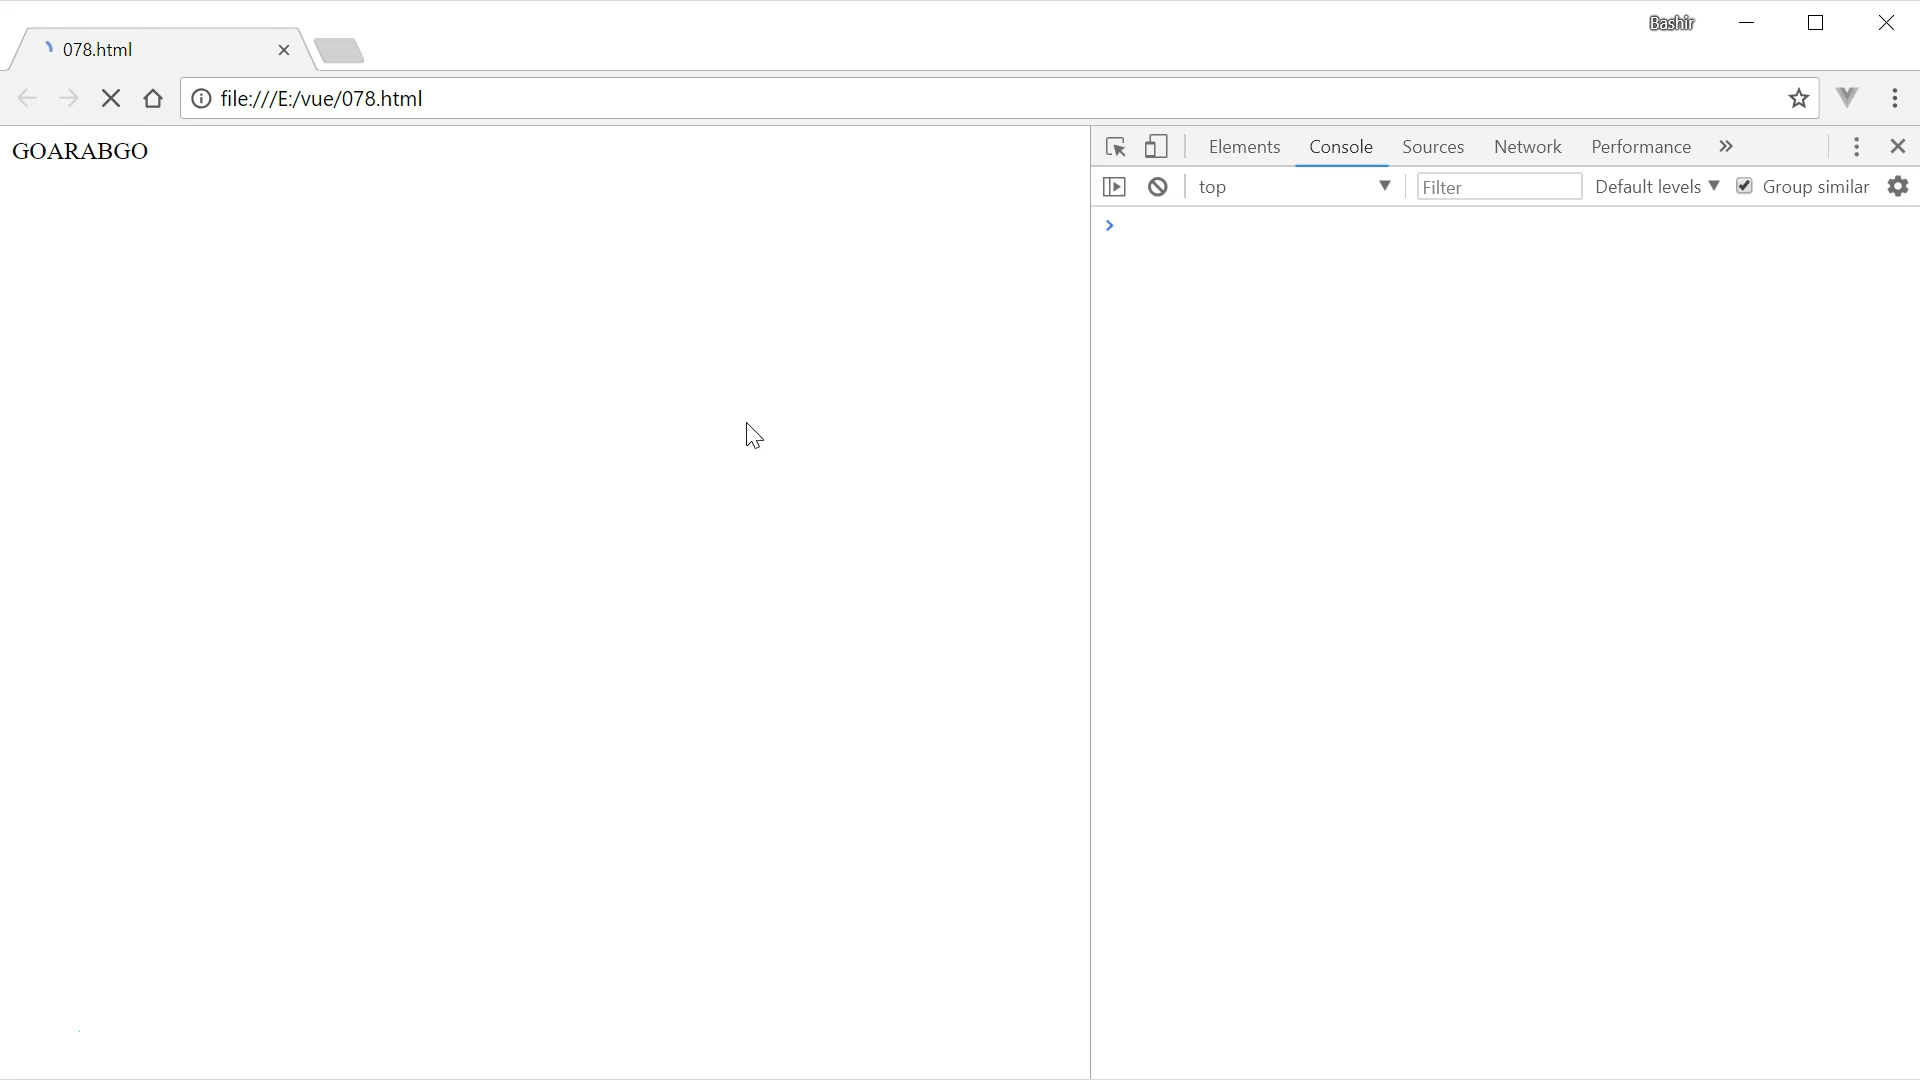 Bashir
078.html
file:///E:/vue/078.html
GOARABGO
Elements Console Sources Network Performance
top Filter Default levels Group similar